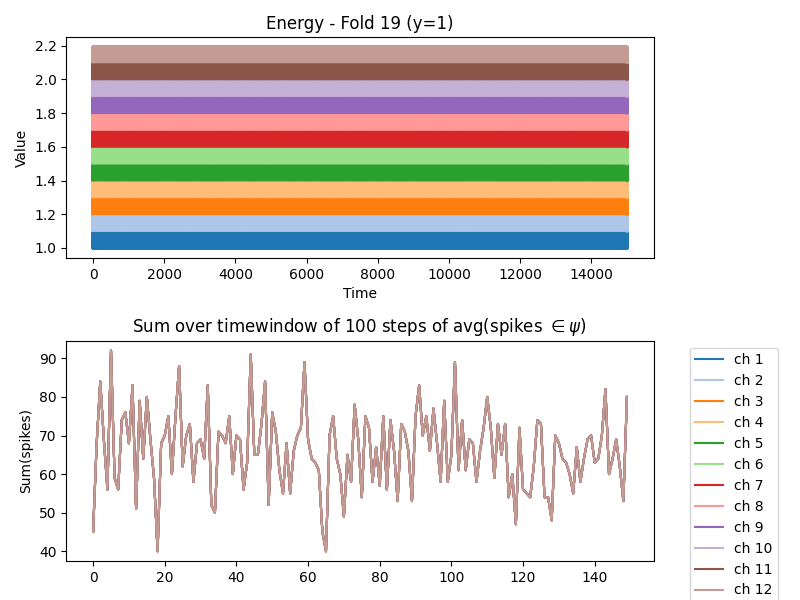 Energy - Fold 19 (y=1)
2.2
2.0
1.8
1.6
1.4
1.2
1.0
Value
0 2000 4000 6000 8000 10000 12000 14000
Time
Sum over timewindow of 100 steps of avg(spikes ∈ψ)
90
80
70
60
50
40
Sum(spikes)
0 20 40 60 80 100 120 140
ch 1
ch 2
ch 3
ch 4
ch 5
ch 6
ch 7
ch 8
ch 9
ch 10
ch 11
ch 12